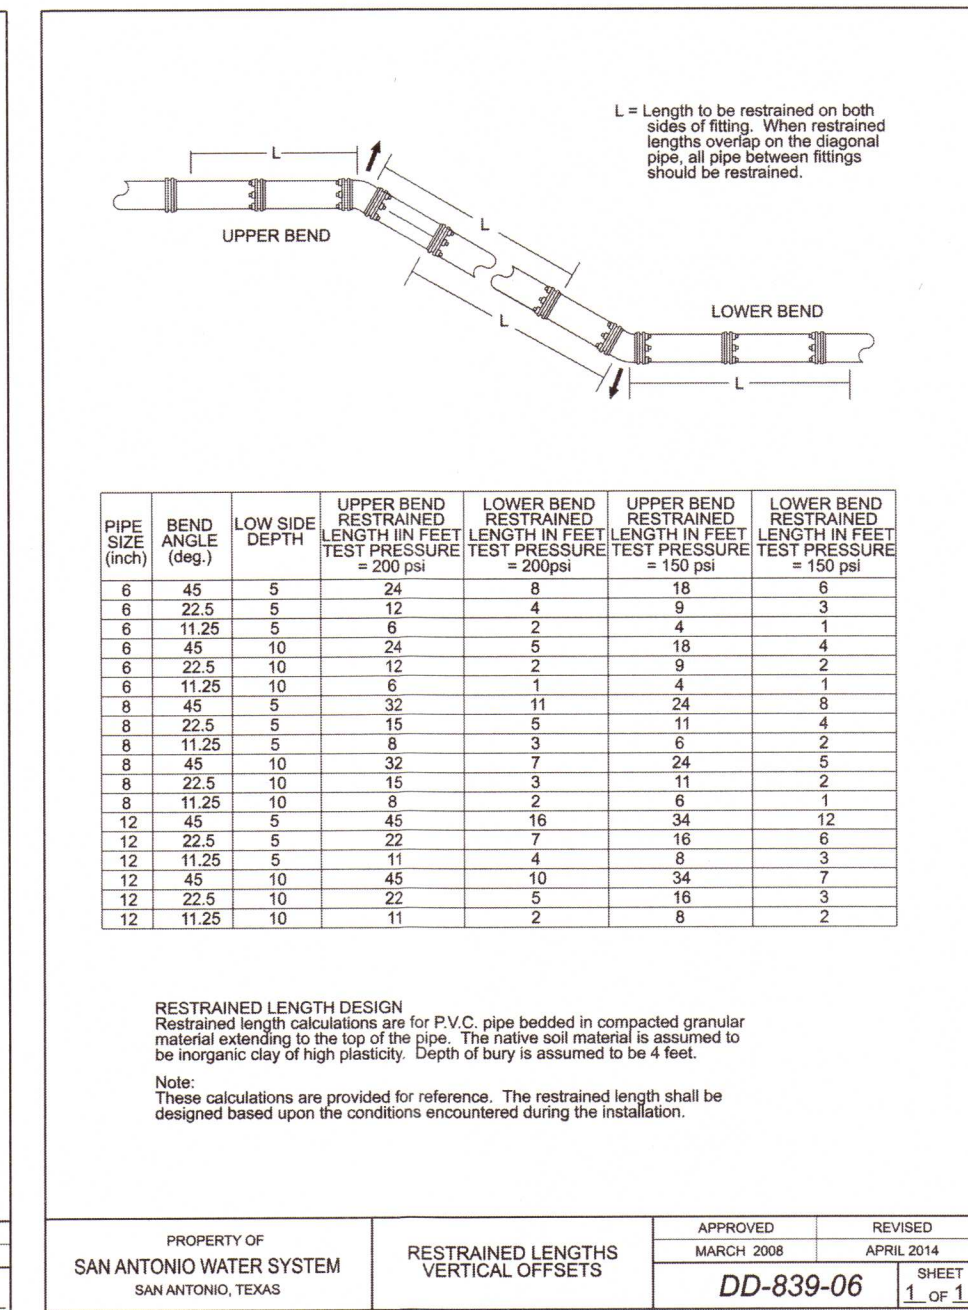 L = Length to be restrained on both
sides of fitting. When restrained
lengths overlap on the diagonal
pipe, all pipe between fittings
should be restrained.
L
UPPER BEND
L
L
LOWER BEND
L
PIPE SIZE (inch) BEND ANGLE (deg.) LOW SIDE DEPTH UPPER BEND RESTRAINED LENGTH IIN FEET TEST PRESSURE = 200 psi LOWER BEND RESTRAINED LENGTH IN FEET TEST PRESSURE = 200psi UPPER BEND RESTRAINED LENGTH IN FEET TEST PRESSURE = 150 psi LOWER BEND RESTRAINED LENGTH IN FEET TEST PRESSURE = 150 psi
6 45 5 24 8 18 6
6 22.5 5 12 4 9 3
6 11.25 5 6 2 4 1
6 45 10 24 5 18 4
6 22.5 10 12 2 9 2
6 11.25 10 6 1 4 1
8 45 5 32 11 24 8
8 22.5 5 15 5 11 4
8 11.25 5 8 3 6 2
8 45 10 32 7 24 5
8 22.5 10 15 3 11 2
8 11.25 10 8 2 6 1
12 45 5 45 16 34 12
12 22.5 5 22 7 16 6
12 11.25 5 11 4 8 3
12 45 10 45 10 34 7
12 22.5 10 22 5 16 3
12 11.25 10 11 2 8 2
RESTRAINED LENGTH DESIGN
Restrained length calculations are for P.V.C. pipe bedded in compacted granular
material extending to the top of the pipe. The native soil material is assumed to
be inorganic clay of high plasticity. Depth of bury is assumed to be 4 feet.
Note:
These calculations are provided for reference. The restrained length shall be
designed based upon the conditions encountered during the installation.
PROPERTY OF
SAN ANTONIO WATER SYSTEM
SAN ANTONIO, TEXAS
RESTRAINED LENGTHS
VERTICAL OFFSETS
APPROVED REVISED
MARCH 2008 APRIL 2014
DD-839-06
SHEET
1 OF 1